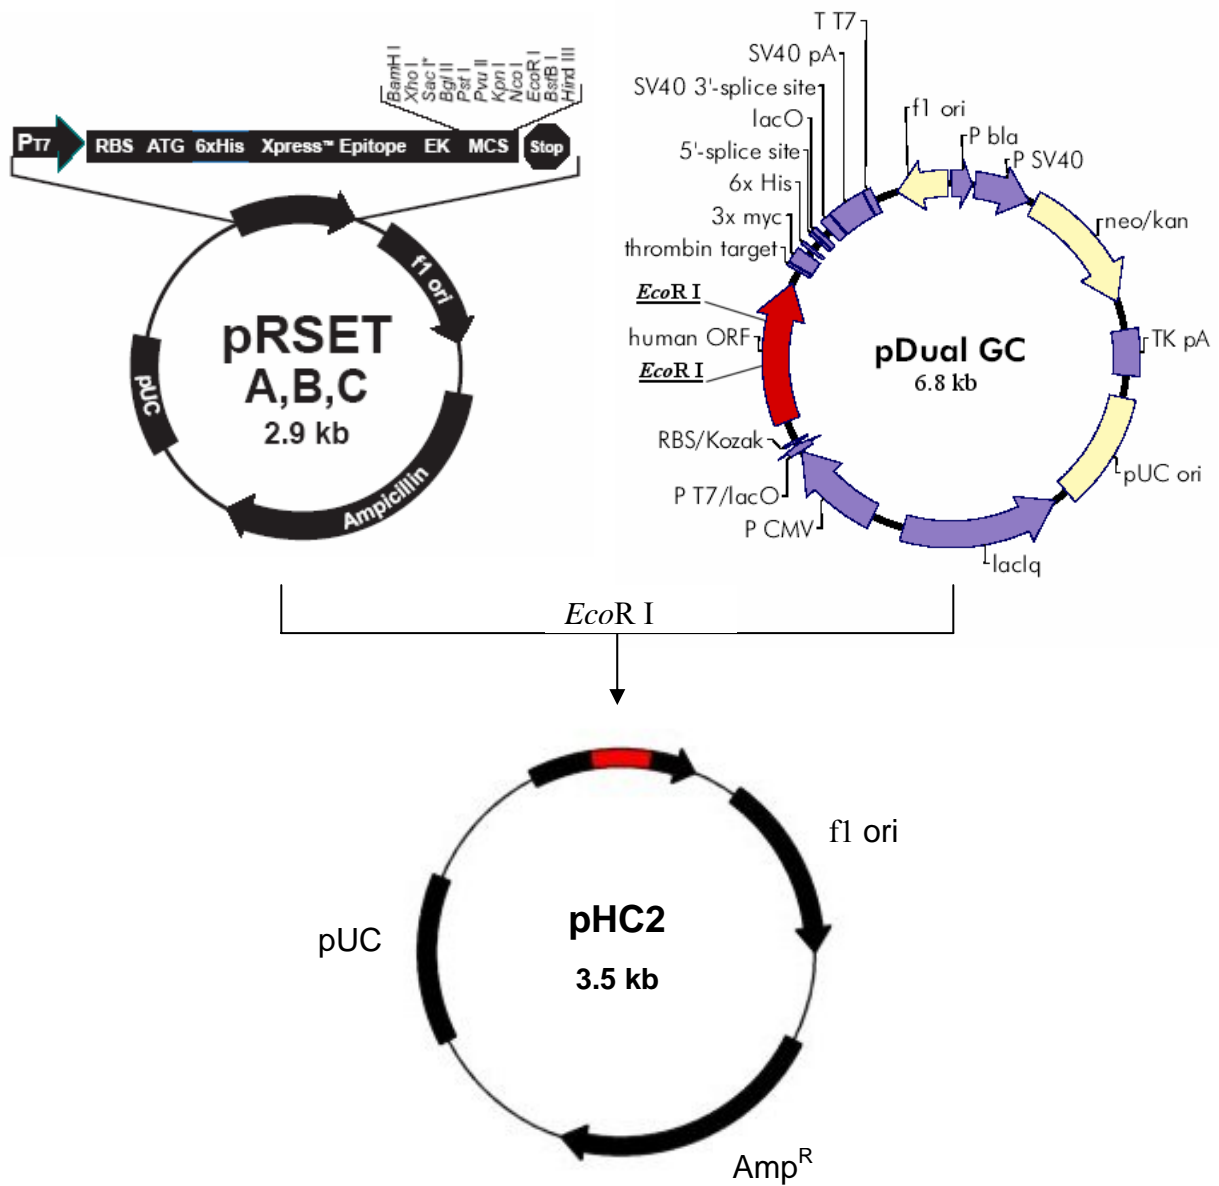 BamH I
Xho I
Sac I*
Bgl II
Pst I
Pvu II
Kpn I
Nco I
EcoR I
BstB I
Hind III
PT7
RBS ATG 6xHis Xpress™ Epitope EK MCS Stop
f1 ori
pRSET
A,B,C
2.9 kb
pUC
Ampicillin
T T7
SV40 pA
SV40 3'-splice site
lacO
5'-splice site
6x His
3x myc
thrombin target
EcoR I
human ORF
EcoR I
RBS/Kozak
P T7/lacO
P CMV
f1 ori
P bla
P SV40
neo/kan
TK pA
pUC ori
lacIq
pDual GC
6.8 kb
EcoR I
f1 ori
pUC
pHC2
3.5 kb
Amp^R